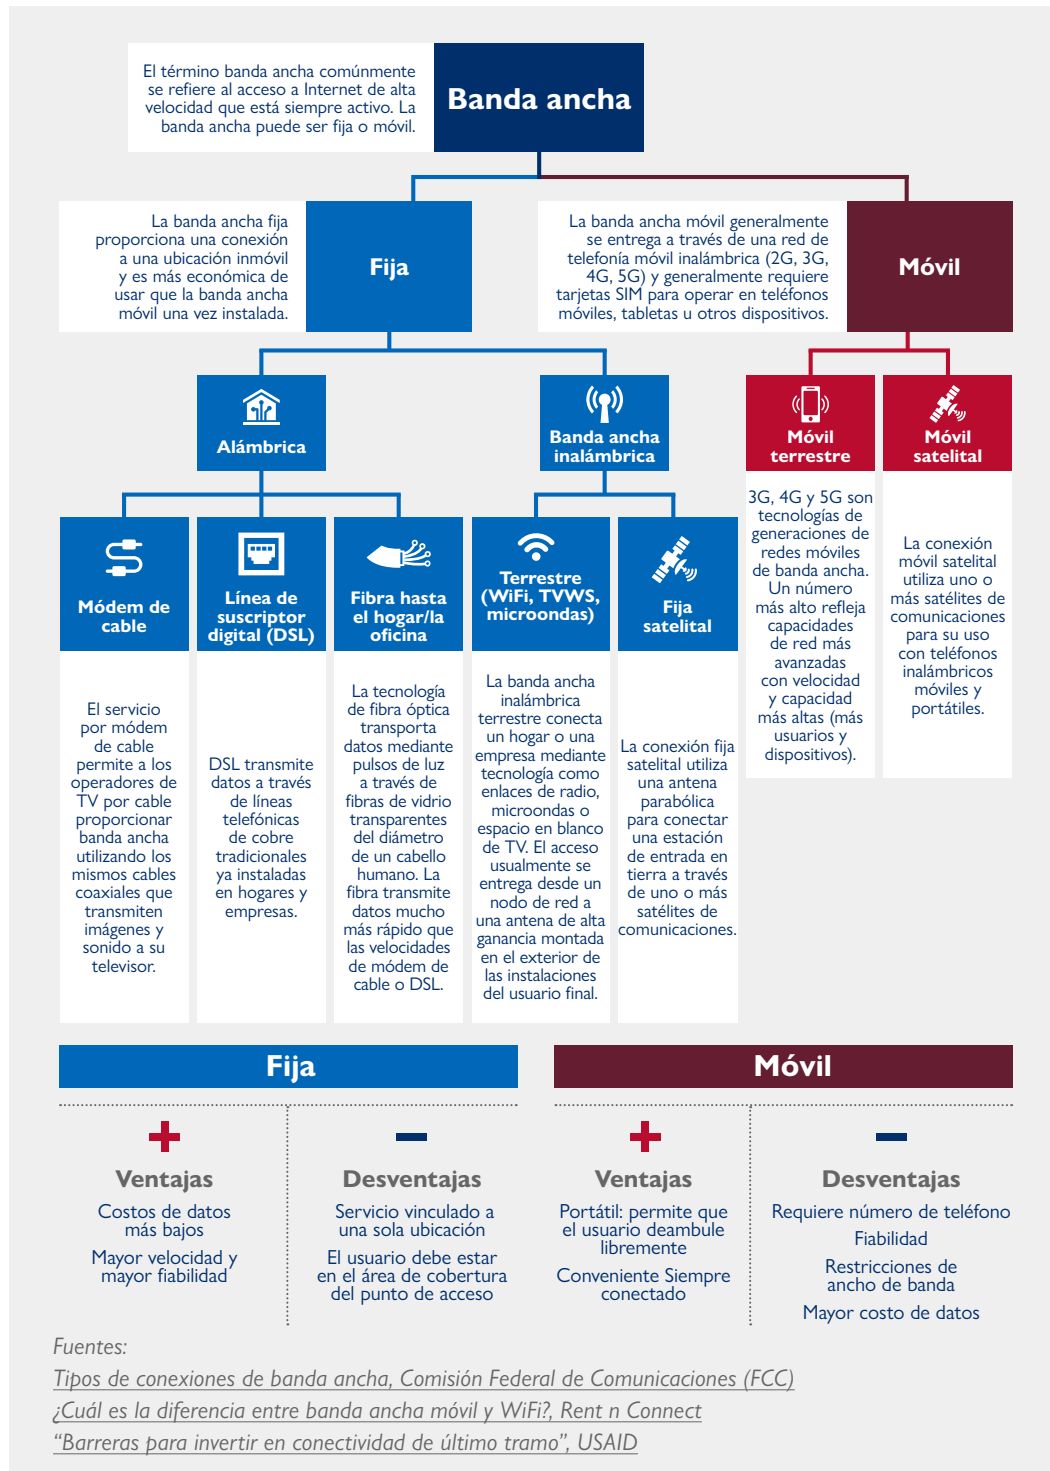 El término banda ancha comúnmente
se refiere al acceso a Internet de alta
velocidad que está siempre activo. La
banda ancha puede ser fija o móvil.
Banda ancha
La banda ancha fija
proporciona una conexión
a una ubicación inmóvil
y es más económica de
usar que la banda ancha
móvil una vez instalada.
Fija
La banda ancha móvil generalmente
se entrega a través de una red de
telefonía móvil inalámbrica (2G, 3G,
4G, 5G) y generalmente requiere
tarjetas SIM para operar en teléfonos
móviles, tabletas u otros dispositivos.
Móvil
Alámbrica
Banda ancha
inalámbrica
Móvil
terrestre
Móvil
satelital
3G, 4G y 5G son
tecnologías de
generaciones de
redes móviles
de banda ancha.
Un número
más alto refleja
capacidades
de red más
avanzadas
con velocidad
y capacidad
más altas (más
usuarios y
dispositivos).
La conexión
móvil satelital
utiliza uno o
más satélites de
comunicaciones
para su uso
con teléfonos
inalámbricos
móviles y
portátiles.
Módem de
cable
Línea de
suscriptor
digital (DSL)
Fibra hasta
el hogar/la
oficina
Terrestre
(WiFi, TVWS,
microondas)
Fija
satelital
El servicio
por módem
de cable
permite a los
operadores de
TV por cable
proporcionar
banda ancha
utilizando los
mismos cables
coaxiales que
transmiten
imágenes y
sonido a su
televisor.
DSL transmite
datos a través
de líneas
telefónicas
de cobre
tradicionales
ya instaladas
en hogares y
empresas.
La tecnología
de fibra óptica
transporta
datos mediante
pulsos de luz
a través de
fibras de vidrio
transparentes
del diámetro
de un cabello
humano. La
fibra transmite
datos mucho
más rápido que
las velocidades
de módem de
cable o DSL.
La banda ancha
inalámbrica
terrestre conecta
un hogar o una
empresa mediante
tecnología como
enlaces de radio,
microondas o
espacio en blanco
de TV. El acceso
usualmente se
entrega desde un
nodo de red a
una antena de alta
ganancia montada
en el exterior de
las instalaciones
del usuario final.
La conexión fija
satelital utiliza
una antena
parabólica
para conectar
una estación
de entrada en
tierra a través
de uno o más
satélites de
comunicaciones.
Fija
Ventajas
Costos de datos
más bajos
Mayor velocidad y
mayor fiabilidad
Desventajas
Servicio vinculado a
una sola ubicación
El usuario debe estar
en el área de cobertura
del punto de acceso
Móvil
Ventajas
Portátil: permite que
el usuario deambule
libremente
Conveniente Siempre
conectado
Desventajas
Requiere número de teléfono
Fiabilidad
Restricciones de
ancho de banda
Mayor costo de datos
Fuentes:
Tipos de conexiones de banda ancha, Comisión Federal de Comunicaciones (FCC)
¿Cuál es la diferencia entre banda ancha móvil y WiFi?, Rent n Connect
“Barreras para invertir en conectividad de último tramo”, USAID